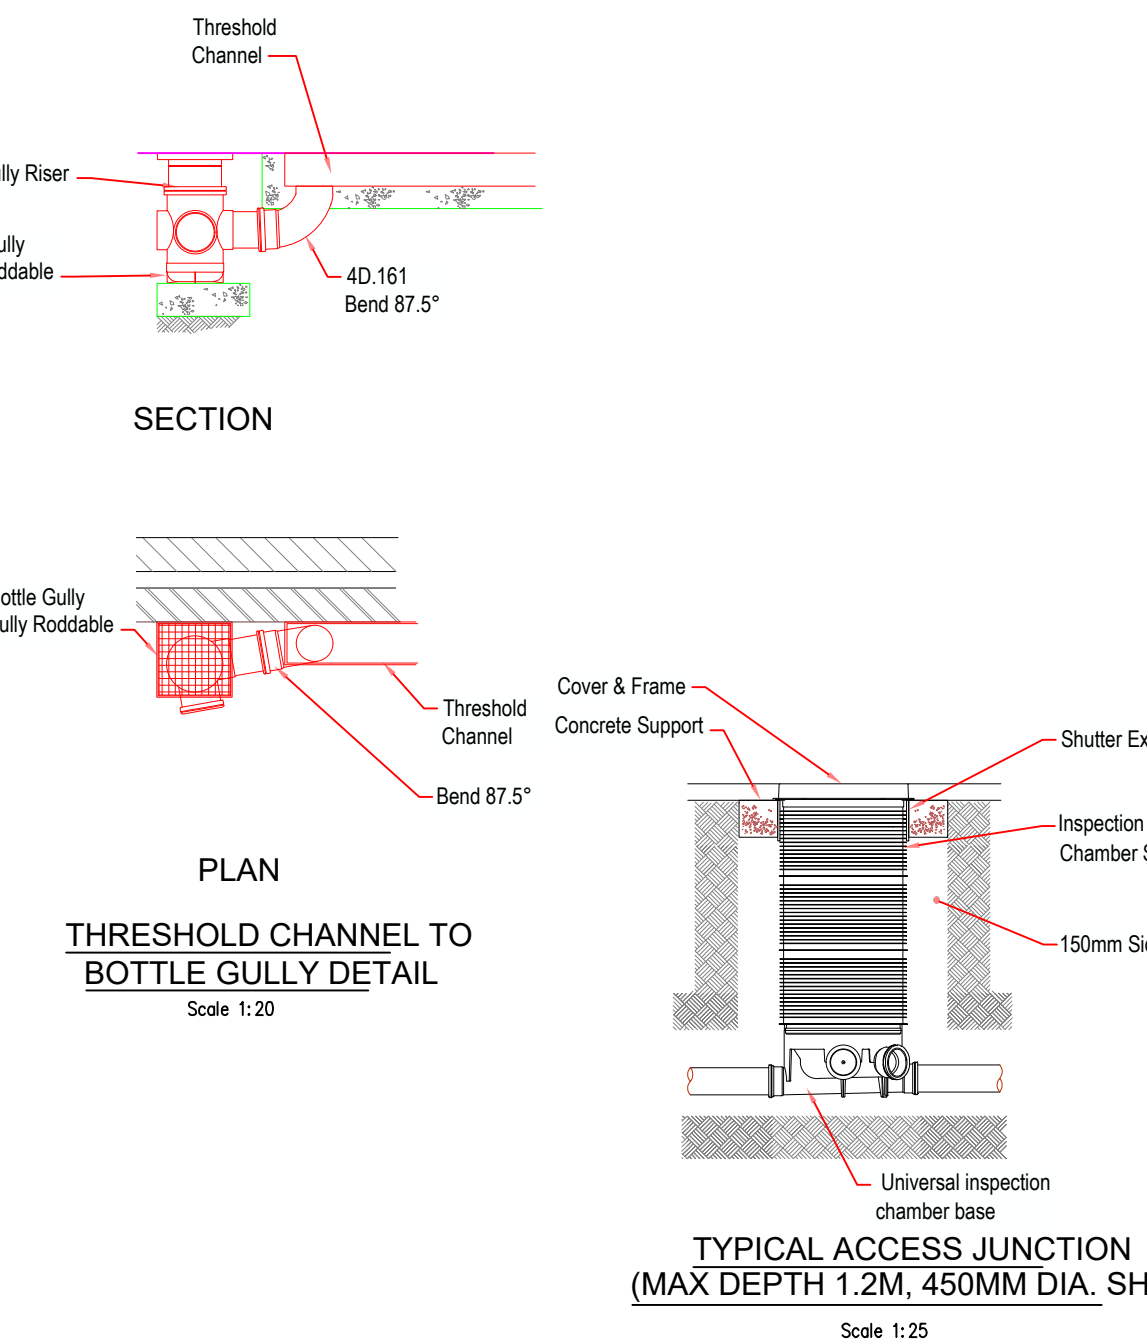 Threshold
Channel
lly Riser
ully
ddable
4D.161
Bend 87.5°
SECTION
ottle Gully
ully Roddable
Threshold
Channel
Bend 87.5°
PLAN
THRESHOLD CHANNEL TO
BOTTLE GULLY DETAIL
Scale 1:20
Cover & Frame
Concrete Support
Shutter Ex
Inspection
Chamber S
150mm Si
Universal inspection
chamber base
TYPICAL ACCESS JUNCTION
(MAX DEPTH 1.2M, 450MM DIA. SH
Scale 1:25